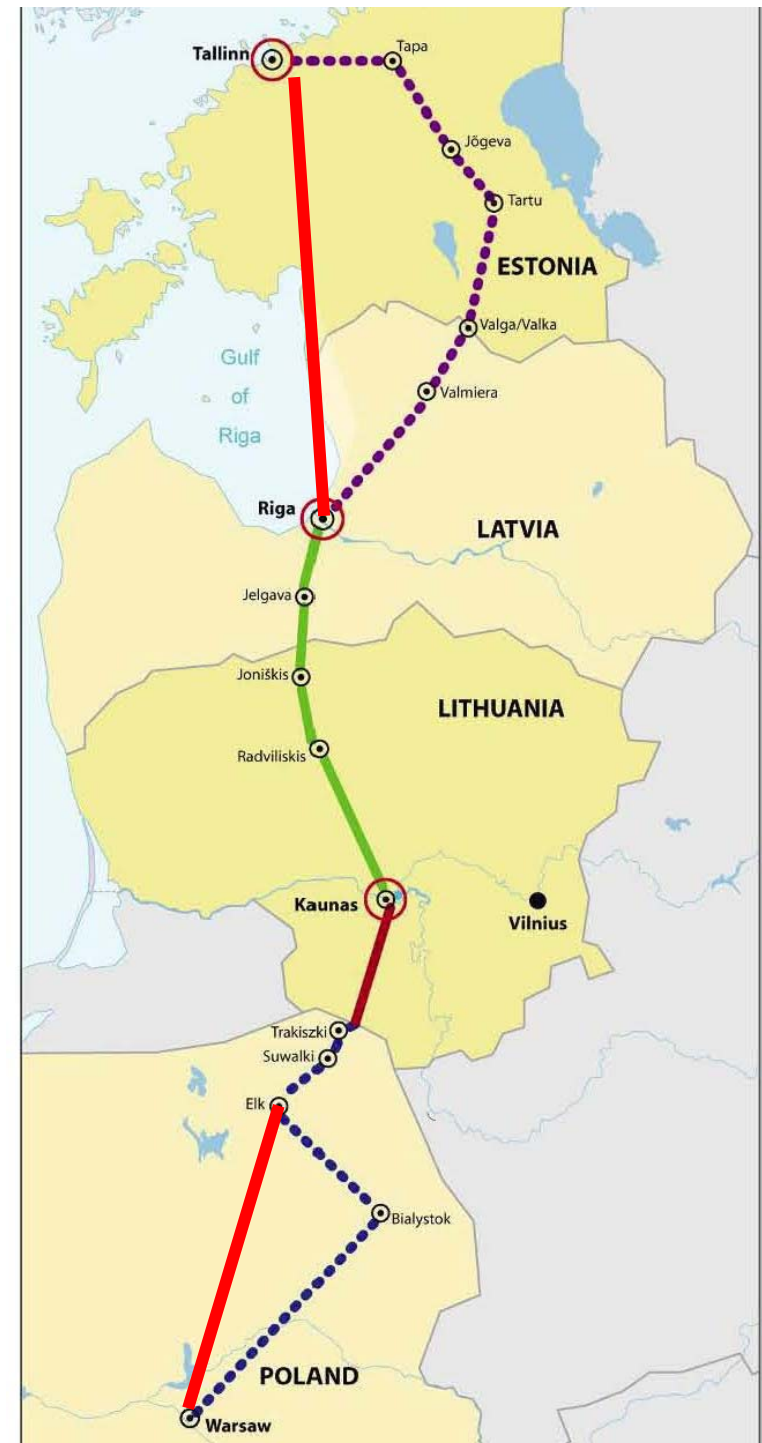 Tallinn
Tapa
Jõgeva
Tartu
ESTONIA
Valga/Valka
Gulf
of
Riga
Valmiera
Riga
LATVIA
Jelgava
Joniškis
LITHUANIA
Radviliskis
Kaunas
Vilnius
Trakiszki
Suwalki
Elk
Bialystok
POLAND
Warsaw